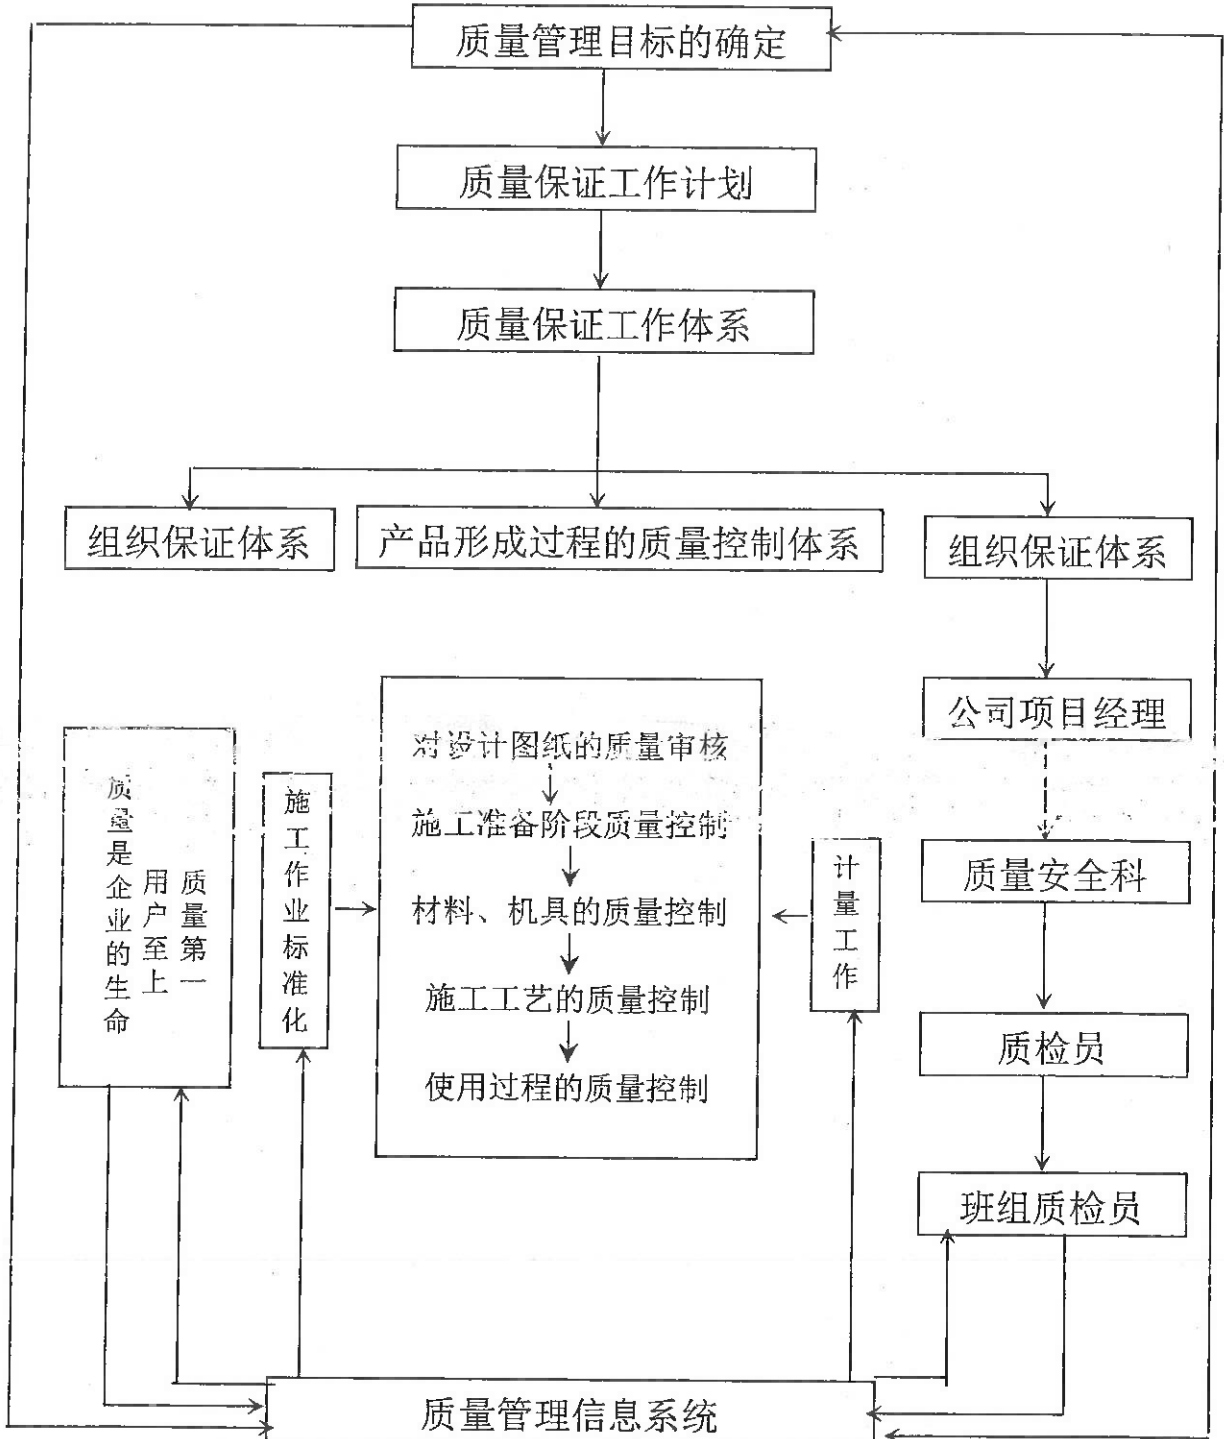 质量管理目标的确定
质量保证工作计划
质量保证工作体系
组织保证体系
产品形成过程的质量控制体系
组织保证体系
公司项目经理
质量安全科
质检员
班组质检员
质量第一
用户至上
质量是企业的生命
施工作业标准化
对设计图纸的质量审核
施工准备阶段质量控制
材料、机具的质量控制
施工工艺的质量控制
使用过程的质量控制
计量工作
质量管理信息系统